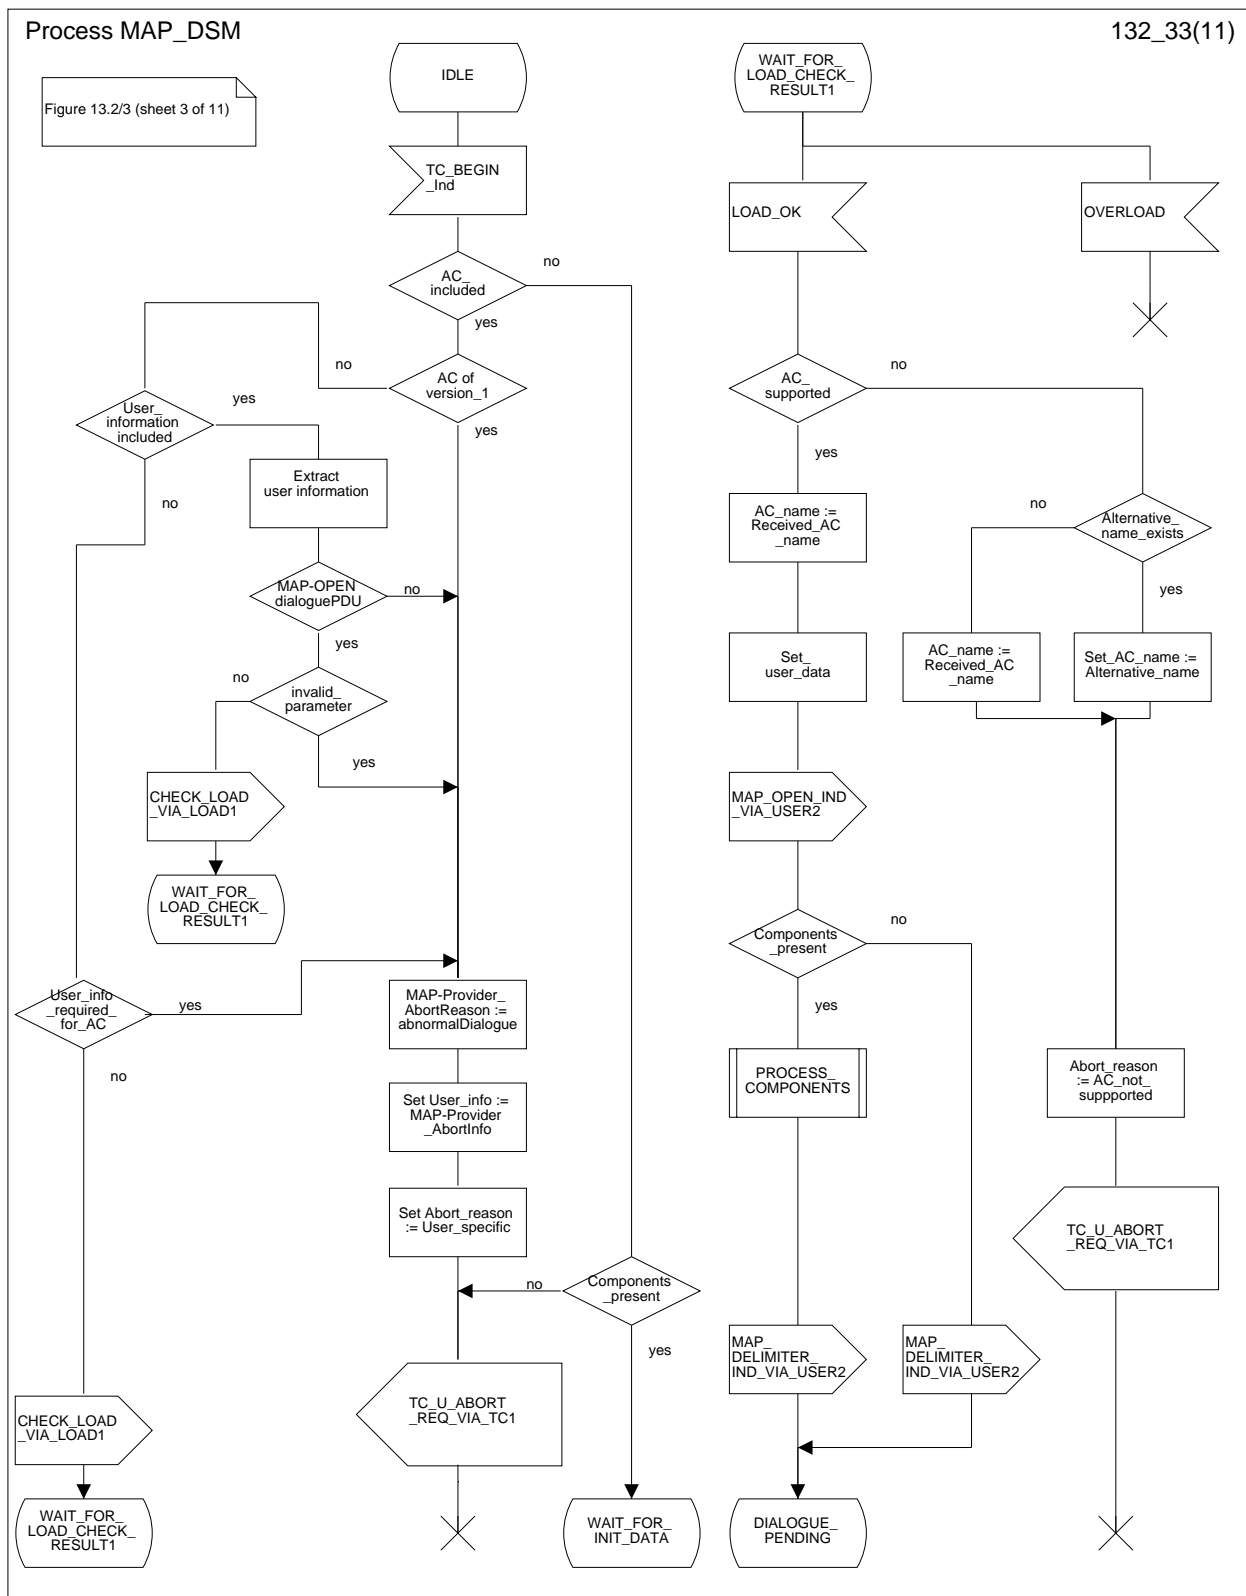 Process MAP_DSM
132_33(11)
Figure 13.2/3 (sheet 3 of 11)
IDLE
TC_BEGIN
_Ind
AC_
included
no
yes
AC of
version_1
no
yes
User_
information
included
yes
no
Extract
user information
MAP-OPEN
dialoguePDU
no
yes
invalid_
parameter
no
yes
CHECK_LOAD
_VIA_LOAD1
WAIT_FOR_
LOAD_CHECK_
RESULT1
User_info
_required_
for_AC
yes
no
MAP-Provider_
AbortReason :=
abnormalDialogue
Set User_info :=
MAP-Provider
_AbortInfo
Set Abort_reason
:= User_specific
Components
_present
no
yes
TC_U_ABORT
_REQ_VIA_TC1
CHECK_LOAD
_VIA_LOAD1
WAIT_FOR_
LOAD_CHECK_
RESULT1
WAIT_FOR_
INIT_DATA
WAIT_FOR_
LOAD_CHECK_
RESULT1
LOAD_OK
OVERLOAD
AC_
supported
no
yes
AC_name :=
Received_AC
_name
Alternative_
name_exists
no
yes
Set_
user_data
AC_name :=
Received_AC
_name
Set_AC_name :=
Alternative_name
MAP_OPEN_IND
_VIA_USER2
Components
_present
no
yes
PROCESS_
COMPONENTS
Abort_reason
:= AC_not_
suppported
TC_U_ABORT
_REQ_VIA_TC1
MAP_
DELIMITER_
IND_VIA_USER2
MAP_
DELIMITER_
IND_VIA_USER2
DIALOGUE_
PENDING